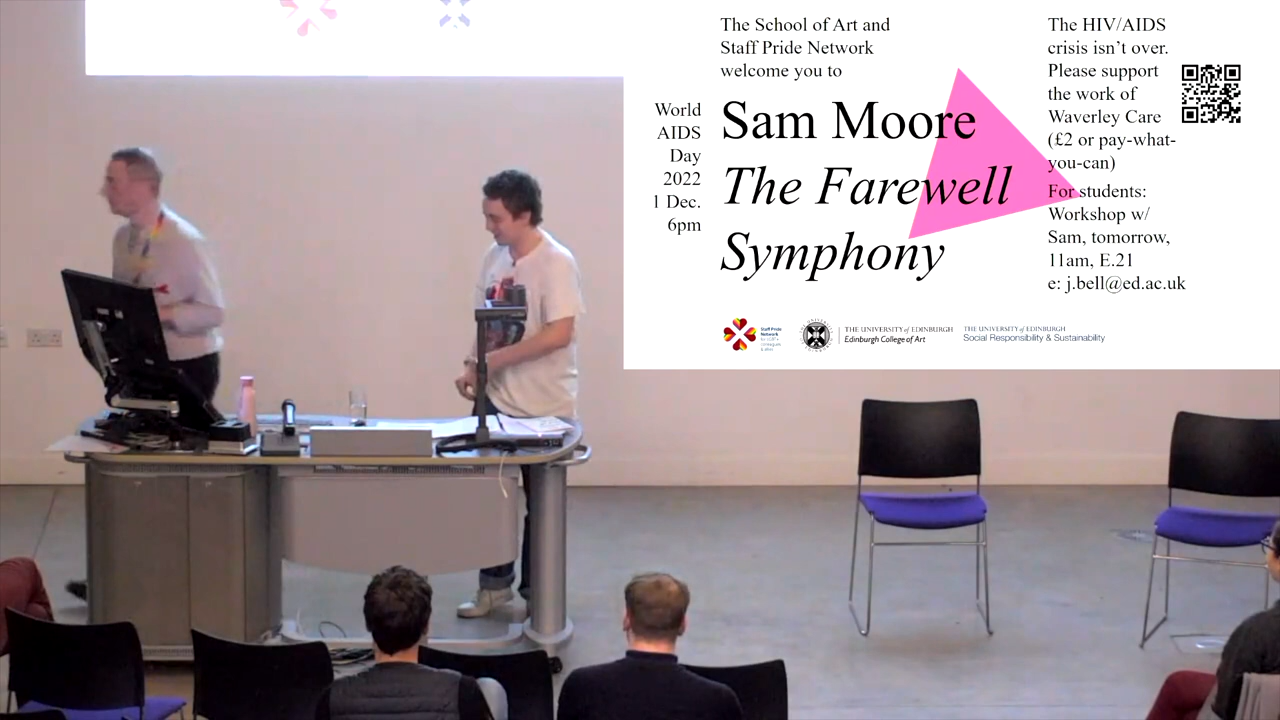 The School of Art and
Staff Pride Network
welcome you to
World
AIDS
Day
2022
1 Dec.
6pm
Sam Moore
The Farewell
Symphony
The HIV/AIDS
crisis isn't over.
Please support
the work of
Waverley Care
(£2 or pay-what-
you-can)
For students:
Workshop w/
Sam, tomorrow,
11am, E.21
e: j.bell@ed.ac.uk
Staff Pride
Network
THE UNIVERSITY of EDINBURGH
Edinburgh College of Art
THE UNIVERSITY of EDINBURGH
Social Responsibility & Sustainability